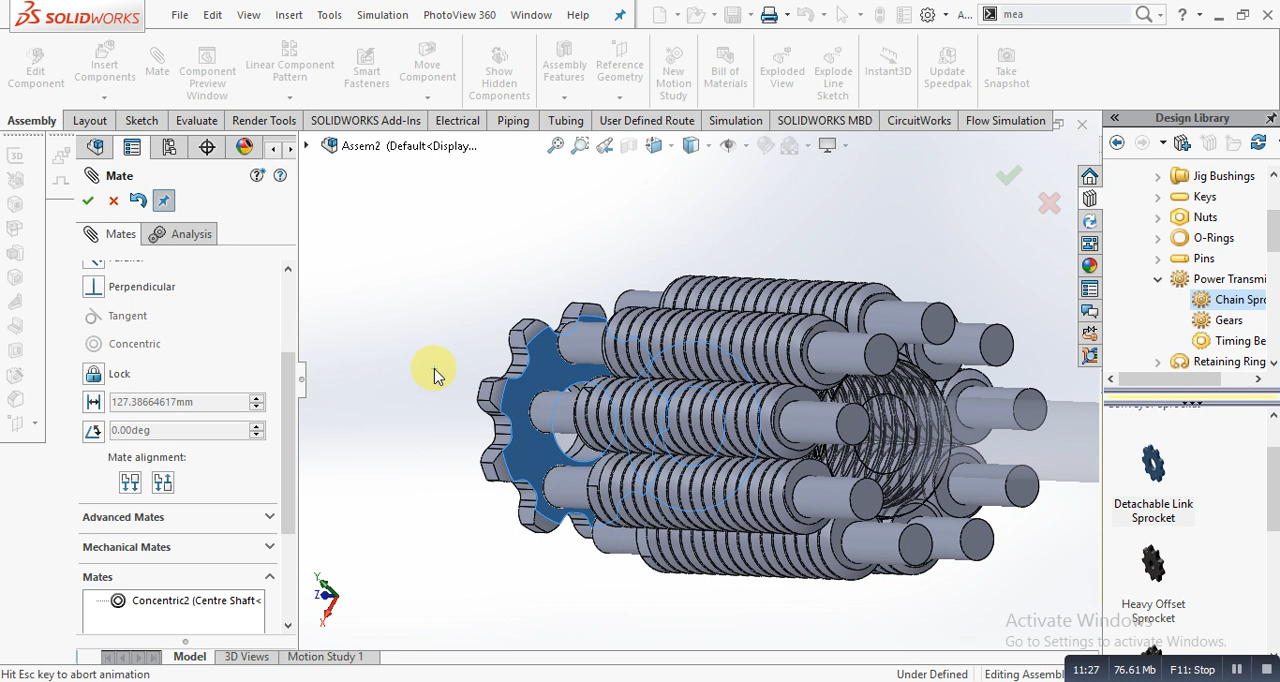 SOLIDWORKS
File Edit View Insert Tools Simulation PhotoView 360 Window Help
A... mea
Edit Component
Insert Components
Mate
Component Preview Window
Linear Component Pattern
Smart Fasteners
Move Component
Show Hidden Components
Assembly Features
Reference Geometry
New Motion Study
Bill of Materials
Exploded View
Explode Line Sketch
Instant3D
Update Speedpak
Take Snapshot
Assembly Layout Sketch Evaluate Render Tools SOLIDWORKS Add-Ins Electrical Piping Tubing User Defined Route Simulation SOLIDWORKS MBD CircuitWorks Flow Simulation
Design Library
Assem2 (Default<Display...
Mate
Mates Analysis
Perpendicular
Tangent
Concentric
Lock
127.38664617mm
0.00deg
Mate alignment:
Advanced Mates
Mechanical Mates
Mates
Concentric2 (Centre Shaft<
Jig Bushings
Keys
Nuts
O-Rings
Pins
Power Transmi
Chain Spro
Gears
Timing Be
Retaining Ring
Detachable Link
Sprocket
Heavy Offset
Sprocket
Y
Z
X
Activate Windows
Go to Settings to activate Windows.
Model 3D Views Motion Study 1
Hit Esc key to abort animation
Under Defined
Editing Assembl
11:27 76.61 Mb F11: Stop